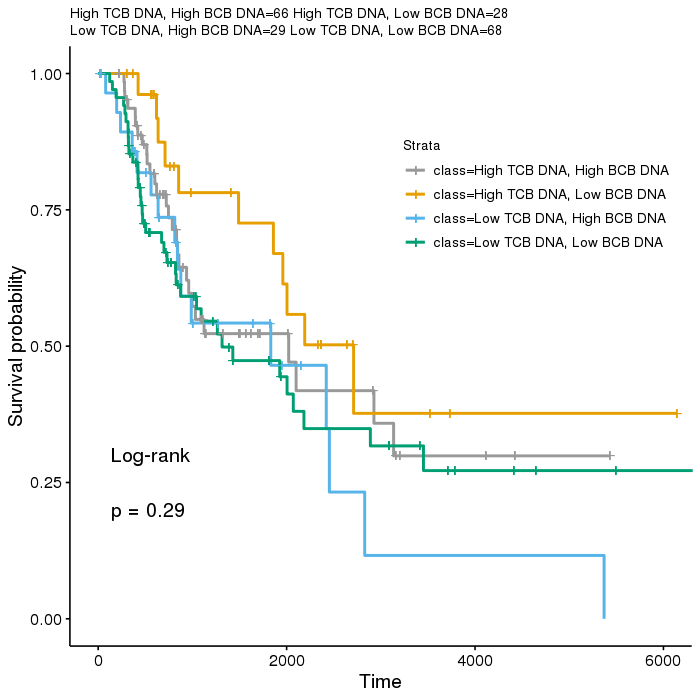 High TCB DNA, High BCB DNA=66 High TCB DNA, Low BCB DNA=28
Low TCB DNA, High BCB DNA=29 Low TCB DNA, Low BCB DNA=68
1.00
0.75
0.50
0.25
0.00
Survival probability
Strata
class=High TCB DNA, High BCB DNA
class=High TCB DNA, Low BCB DNA
class=Low TCB DNA, High BCB DNA
class=Low TCB DNA, Low BCB DNA
Log-rank
p = 0.29
0
2000
4000
6000
Time